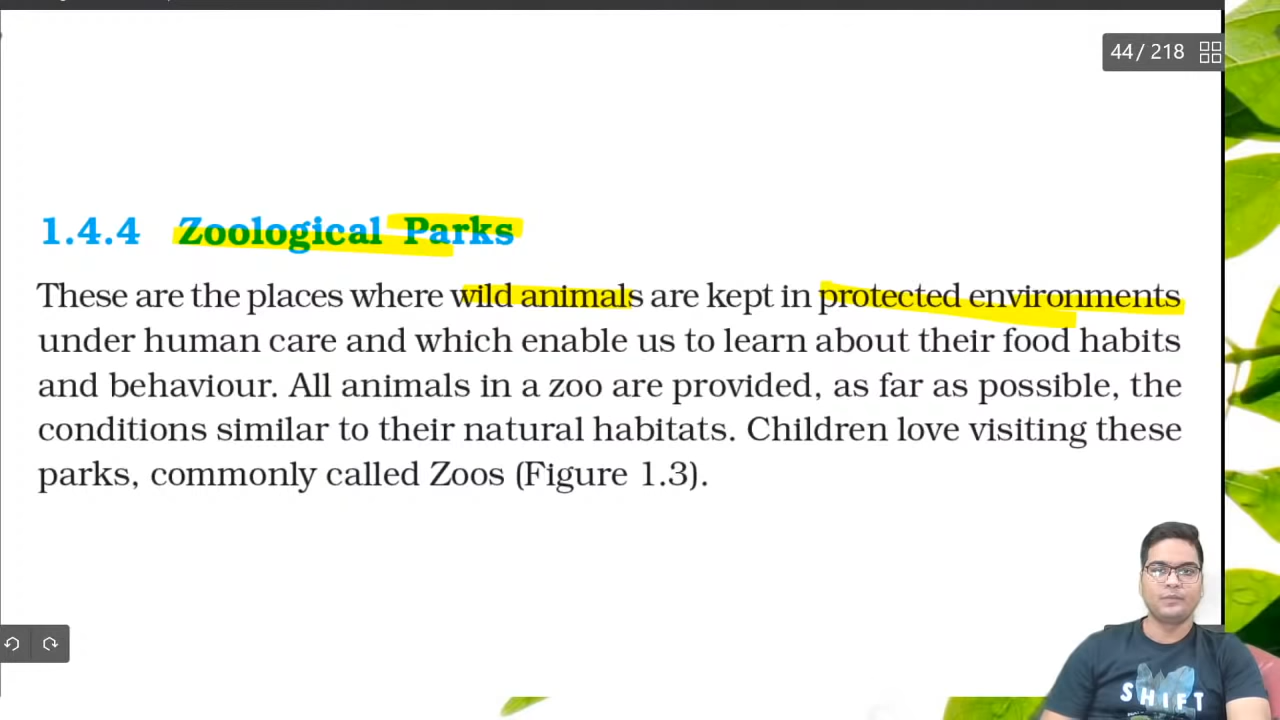 44 / 218
1.4.4 Zoological Parks
These are the places where wild animals are kept in protected environments
under human care and which enable us to learn about their food habits
and behaviour. All animals in a zoo are provided, as far as possible, the
conditions similar to their natural habitats. Children love visiting these
parks, commonly called Zoos (Figure 1.3).
SHIFT